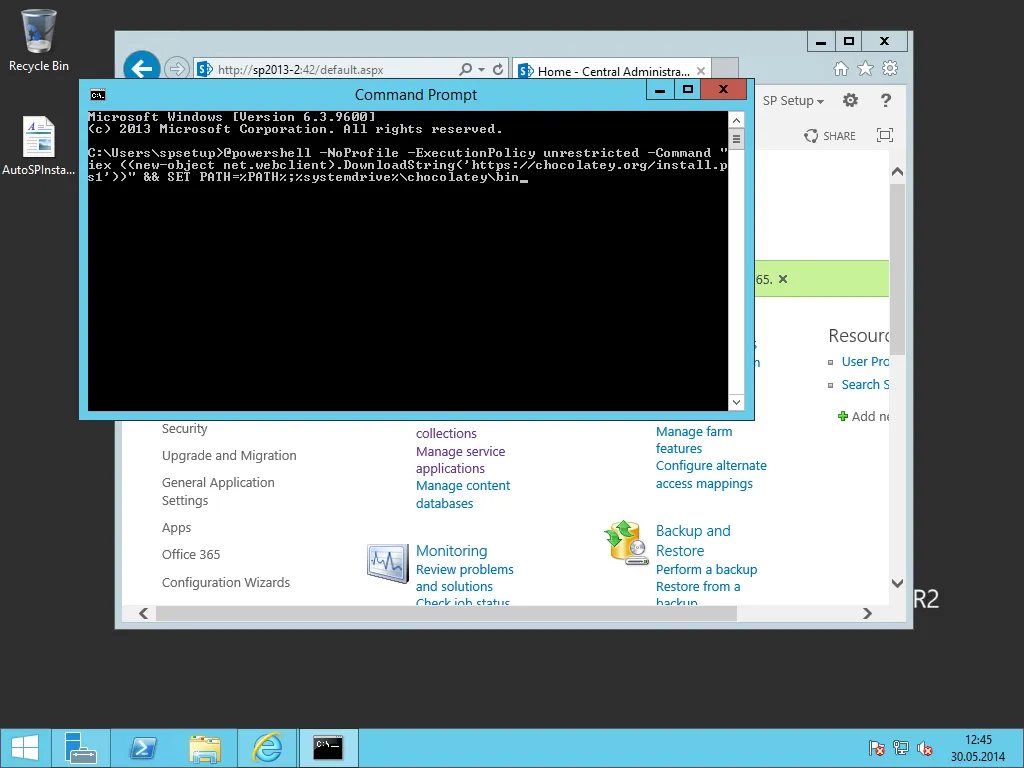 Recycle Bin
AutoSPInsta...
http://sp2013-2:42/default.aspx
Home - Central Administra...
Command Prompt
Microsoft Windows [Version 6.3.9600]
(c) 2013 Microsoft Corporation. All rights reserved.
C:\Users\spsetup>@powershell -NoProfile -ExecutionPolicy unrestricted -Command "
iex ((new-object net.webclient).DownloadString('https://chocolatey.org/install.p
s1'))" && SET PATH=%PATH%;%systemdrive%\chocolatey\bin_
SP Setup
?
SHARE
65.
Resourc
User Pro
Search S
Add ne
Security
Upgrade and Migration
General Application
Settings
Apps
Office 365
Configuration Wizards
collections
Manage service
applications
Manage content
databases
Monitoring
Review problems
and solutions
Check job status
Manage farm
features
Configure alternate
access mappings
Backup and
Restore
Perform a backup
Restore from a
backup
R2
12:45
30.05.2014